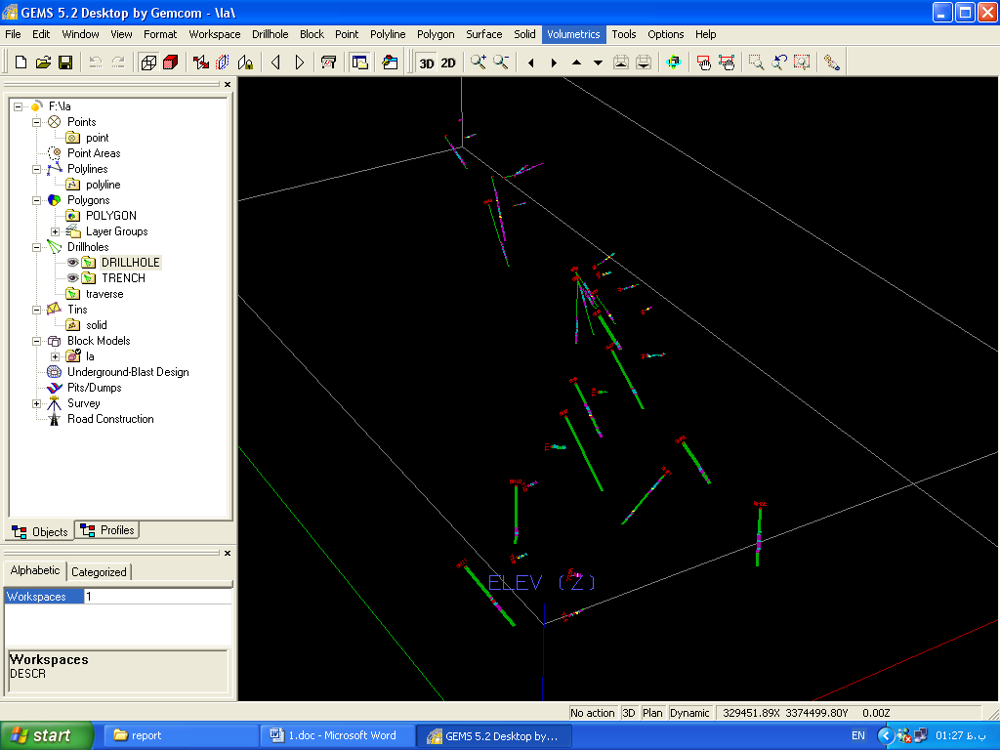 GEMS 5.2 Desktop by Gemcom - \la\
File Edit Window View Format Workspace Drillhole Block Point Polyline Polygon Surface Solid Volumetrics Tools Options Help
3D 2D
F:\la
Points
point
Point Areas
Polylines
polyline
Polygons
POLYGON
Layer Groups
Drillholes
DRILLHOLE
TRENCH
traverse
Tins
solid
Block Models
la
Underground-Blast Design
Pits/Dumps
Survey
Road Construction
Objects Profiles
Alphabetic Categorized
Workspaces 1
Workspaces
DESCR
ELEV (Z)
No action 3D Plan Dynamic 329451.89X 3374499.80Y 0.00Z
start report 1.doc - Microsoft Word GEMS 5.2 Desktop by... EN 01:27 ب.ظ